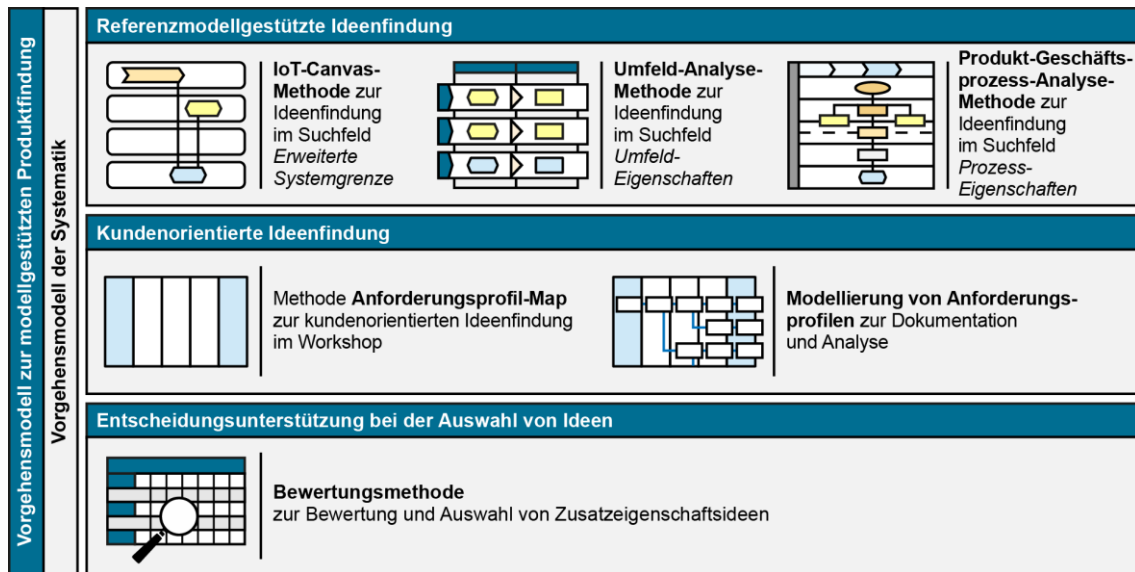 Vorgehensmodell zur modellgestützten Produktfindung
Vorgehensmodell der Systematik
Referenzmodellgestützte Ideenfindung
IoT-Canvas-
Methode zur
Ideenfindung
im Suchfeld
Erweiterte
Systemgrenze
Umfeld-Analyse-
Methode zur
Ideenfindung
im Suchfeld
Umfeld-
Eigenschaften
Produkt-Geschäfts-
prozess-Analyse-
Methode zur
Ideenfindung
im Suchfeld
Prozess-
Eigenschaften
Kundenorientierte Ideenfindung
Methode Anforderungsprofil-Map
zur kundenorientierten Ideenfindung
im Workshop
Modellierung von Anforderungs-
profilen zur Dokumentation
und Analyse
Entscheidungsunterstützung bei der Auswahl von Ideen
Bewertungsmethode
zur Bewertung und Auswahl von Zusatzeigenschaftsideen